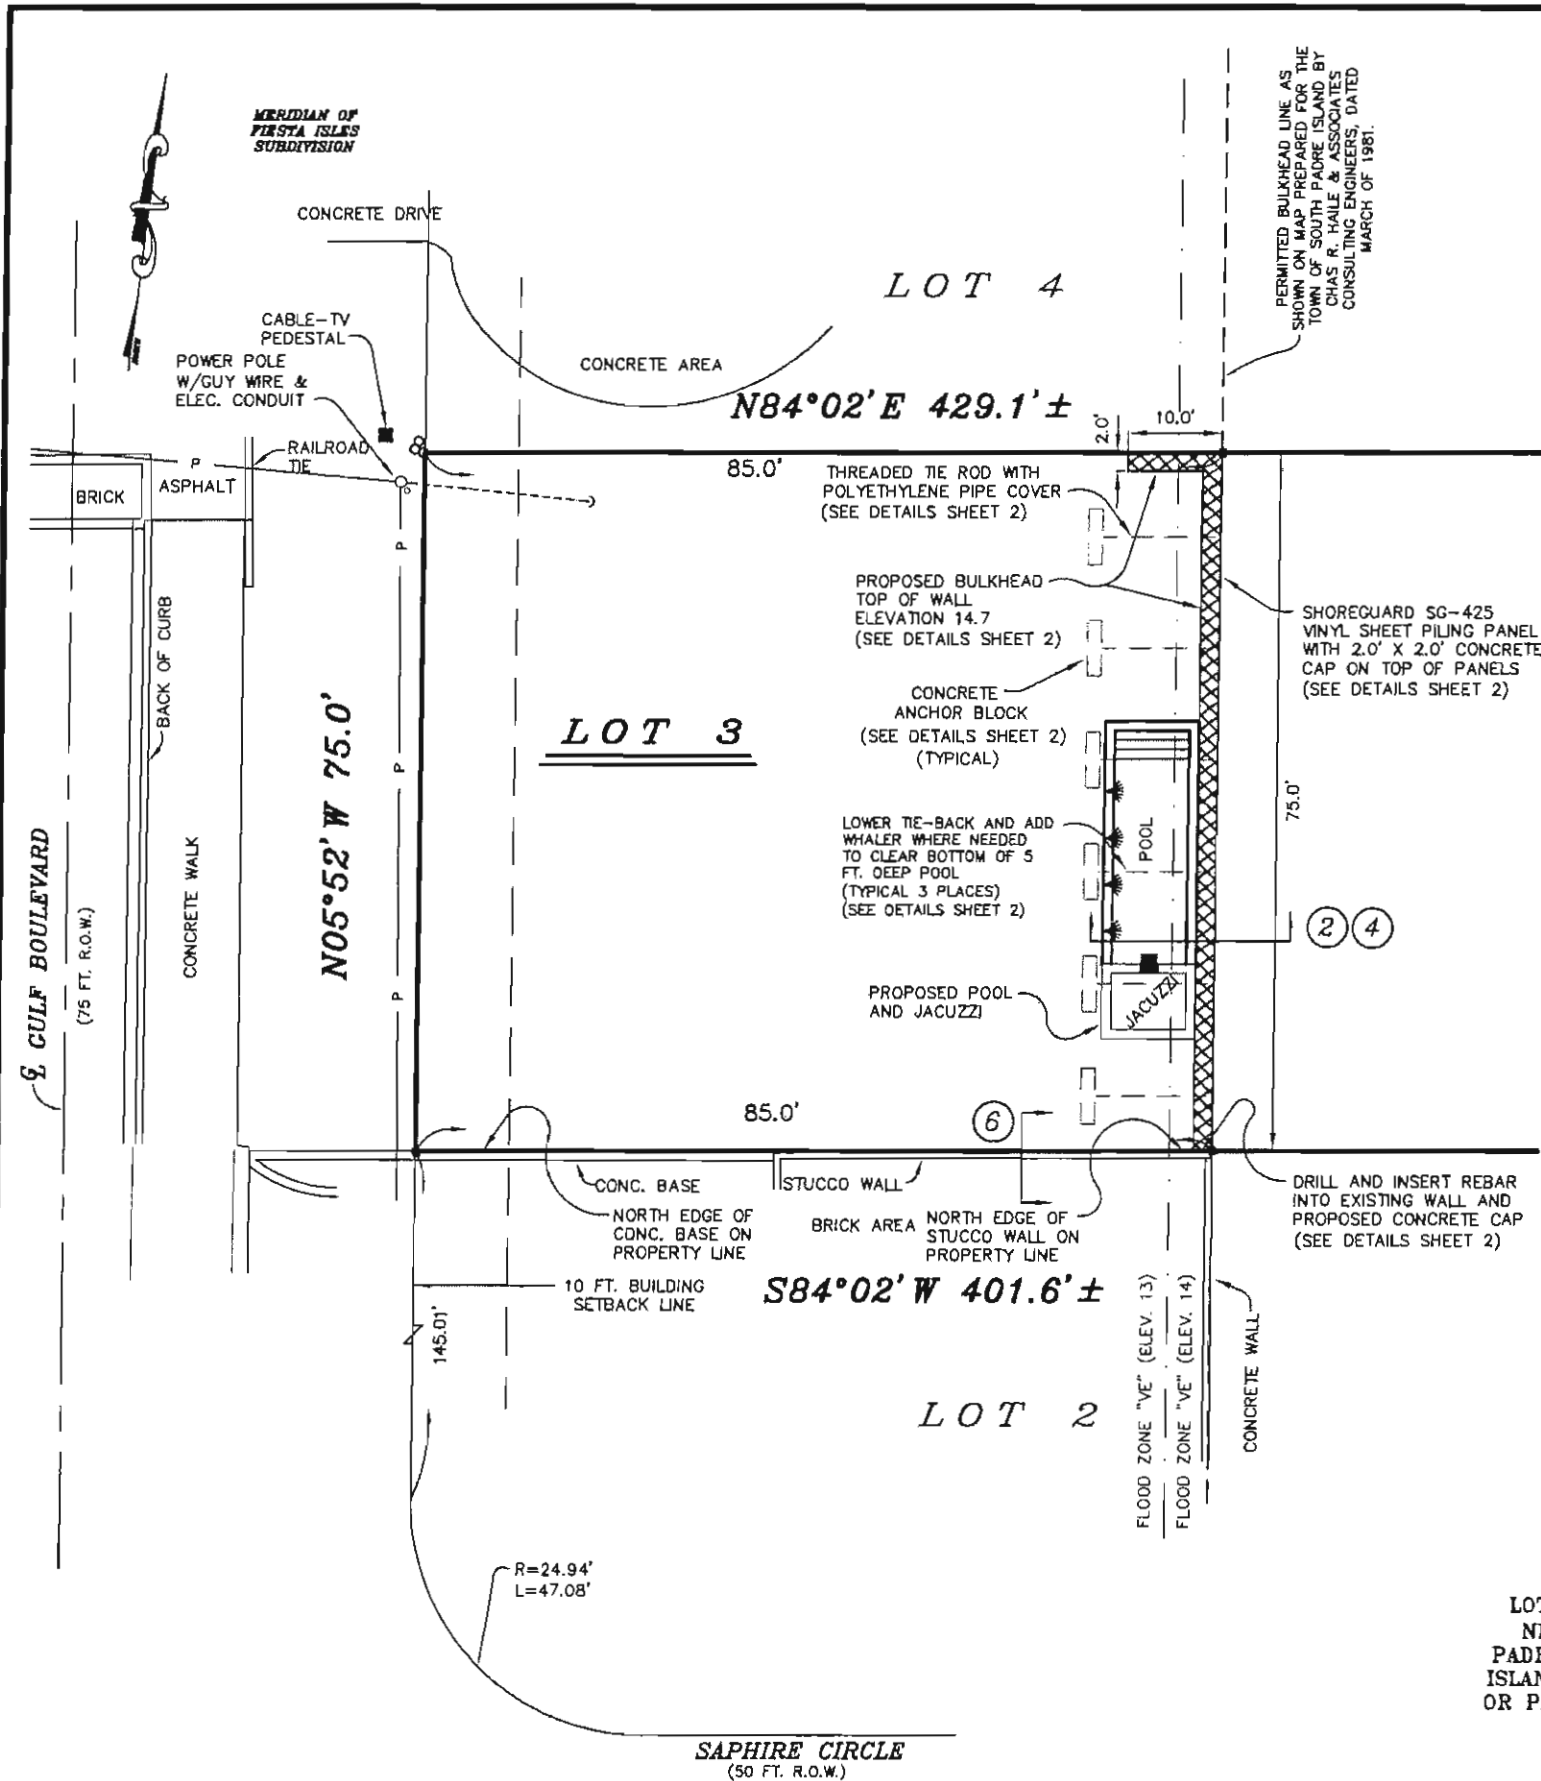 MERIDIAN OF
FIESTA ISLES
SUBDIVISION
CONCRETE DRIVE
PERMITTED BULKHEAD LINE AS
SHOWN ON MAP PREPARED FOR THE
TOWN OF SOUTH PADRE ISLAND BY
CHAS R. HAILE & ASSOCIATES
CONSULTING ENGINEERS, DATED
MARCH OF 1981.
LOT 4
CABLE-TV
PEDESTAL
POWER POLE
W/GUY WIRE &
ELEC. CONDUIT
CONCRETE AREA
N84°02'E 429.1'±
2.0'
10.0'
RAILROAD
TIE
P
ASPHALT
BRICK
85.0'
THREADED TIE ROD WITH
POLYETHYLENE PIPE COVER
(SEE DETAILS SHEET 2)
P
PROPOSED BULKHEAD
TOP OF WALL
ELEVATION 14.7
(SEE DETAILS SHEET 2)
SHOREGUARD SG-425
VINYL SHEET PILING PANEL
WITH 2.0' X 2.0' CONCRETE
CAP ON TOP OF PANELS
(SEE DETAILS SHEET 2)
BACK OF CURB
N05°52'W 75.0'
LOT 3
CONCRETE
ANCHOR BLOCK
(SEE DETAILS SHEET 2)
(TYPICAL)
P
75.0'
LOWER TIE-BACK AND ADD
WHALER WHERE NEEDED
TO CLEAR BOTTOM OF 5
FT. DEEP POOL
(TYPICAL 3 PLACES)
(SEE DETAILS SHEET 2)
POOL
CONCRETE WALK
℄ GULF BOULEVARD
(75 FT. R.O.W.)
2
4
P
PROPOSED POOL
AND JACUZZI
JACUZZI
85.0'
6
CONC. BASE
STUCCO WALL
NORTH EDGE OF
CONC. BASE ON
PROPERTY LINE
BRICK AREA
NORTH EDGE OF
STUCCO WALL ON
PROPERTY LINE
DRILL AND INSERT REBAR
INTO EXISTING WALL AND
PROPOSED CONCRETE CAP
(SEE DETAILS SHEET 2)
10 FT. BUILDING
SETBACK LINE
S84°02'W 401.6'±
145.01'
FLOOD ZONE "VE" (ELEV. 13)
FLOOD ZONE "VE" (ELEV. 14)
CONCRETE WALL
LOT 2
R=24.94'
L=47.08'
LOT
PADR
ISLAN
OR P
SAPHIRE CIRCLE
(50 FT. R.O.W.)